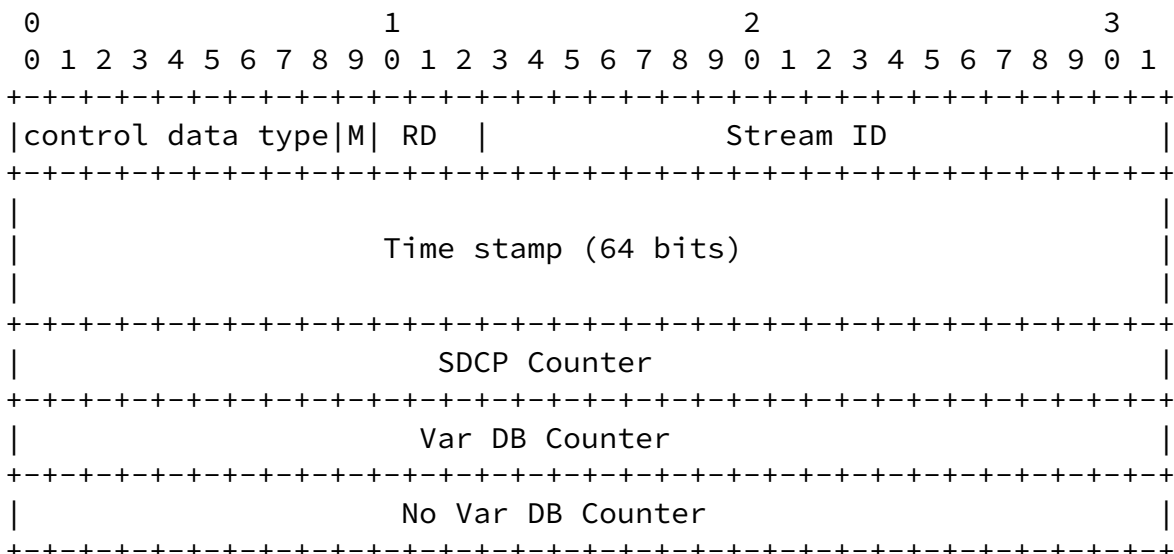 0                   1                   2                   3
 0 1 2 3 4 5 6 7 8 9 0 1 2 3 4 5 6 7 8 9 0 1 2 3 4 5 6 7 8 9 0 1
+-+-+-+-+-+-+-+-+-+-+-+-+-+-+-+-+-+-+-+-+-+-+-+-+-+-+-+-+-+-+-+-+
|control data type|M| RD  |             Stream ID               |
+-+-+-+-+-+-+-+-+-+-+-+-+-+-+-+-+-+-+-+-+-+-+-+-+-+-+-+-+-+-+-+-+
|                                                               |
|                    Time stamp (64 bits)                       |
|                                                               |
+-+-+-+-+-+-+-+-+-+-+-+-+-+-+-+-+-+-+-+-+-+-+-+-+-+-+-+-+-+-+-+-+
|                       SDCP Counter                            |
+-+-+-+-+-+-+-+-+-+-+-+-+-+-+-+-+-+-+-+-+-+-+-+-+-+-+-+-+-+-+-+-+
|                      Var DB Counter                           |
+-+-+-+-+-+-+-+-+-+-+-+-+-+-+-+-+-+-+-+-+-+-+-+-+-+-+-+-+-+-+-+-+
|                     No Var DB Counter                         |
+-+-+-+-+-+-+-+-+-+-+-+-+-+-+-+-+-+-+-+-+-+-+-+-+-+-+-+-+-+-+-+-+